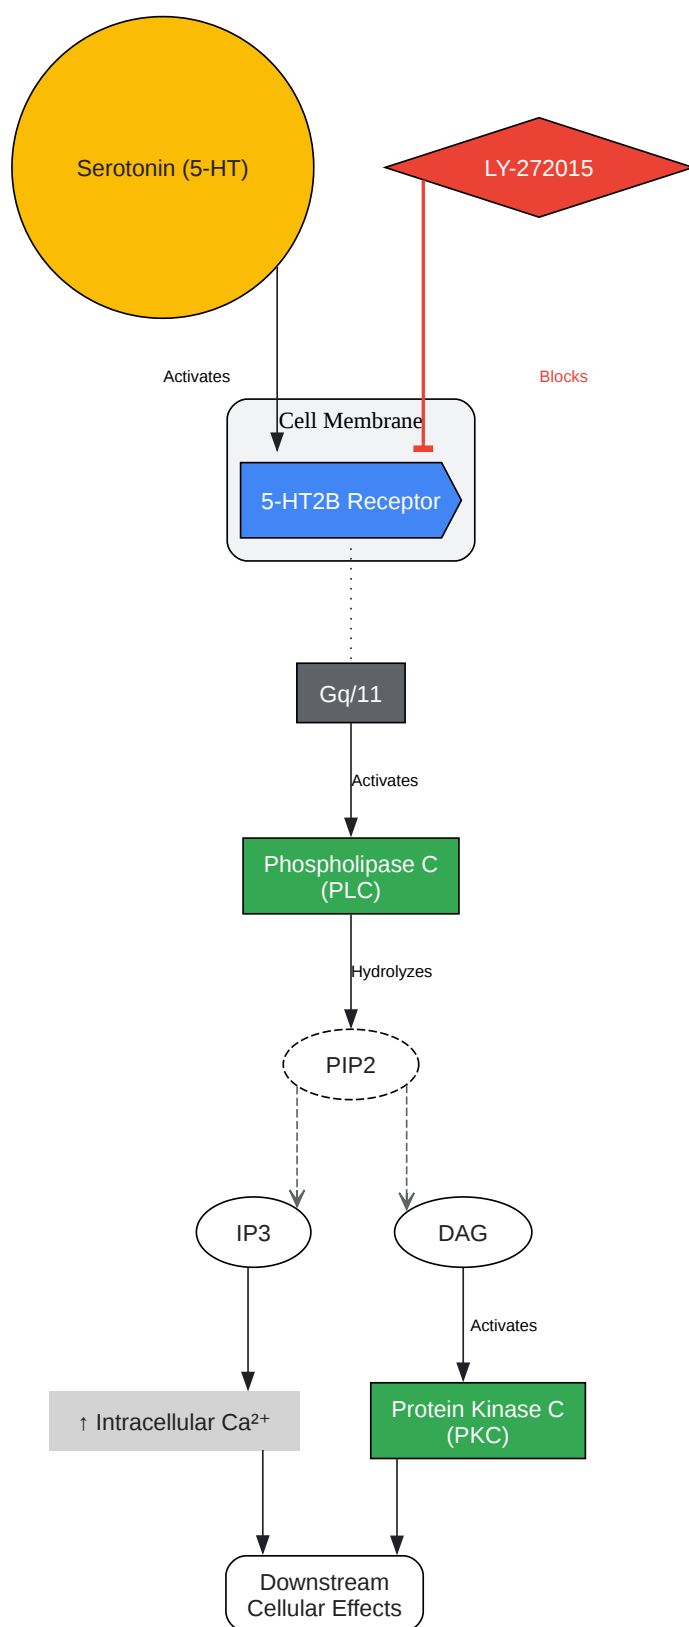 Serotonin (5-HT)
LY-272015
Activates
Blocks
Cell Membrane
5-HT2B Receptor
Gq/11
Activates
Phospholipase C
(PLC)
Hydrolyzes
PIP2
IP3
DAG
Activates
↑ Intracellular Ca²⁺
Protein Kinase C
(PKC)
Downstream
Cellular Effects